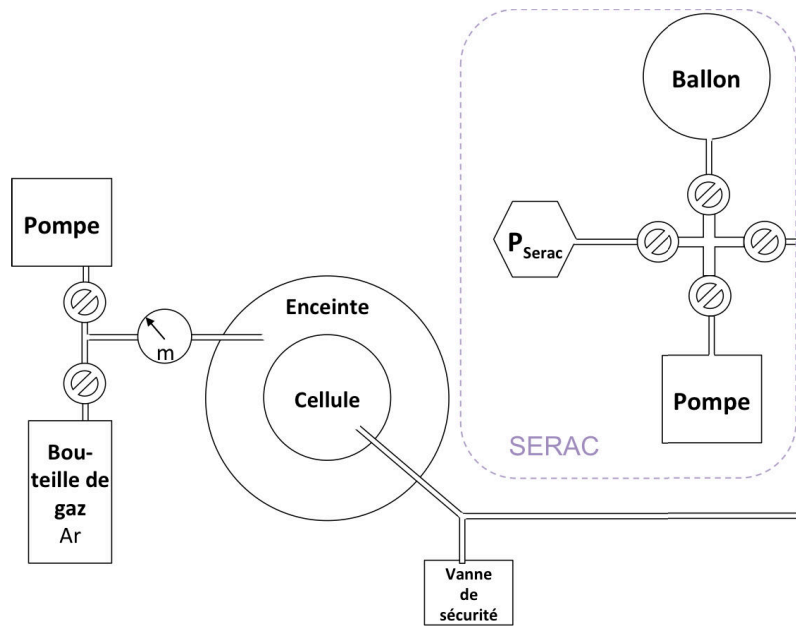 Ballon
Pompe
P Serac
Enceinte
m
Cellule
Pompe
SERAC
Bou-
teille de
gaz
Ar
Vanne
de
sécurité